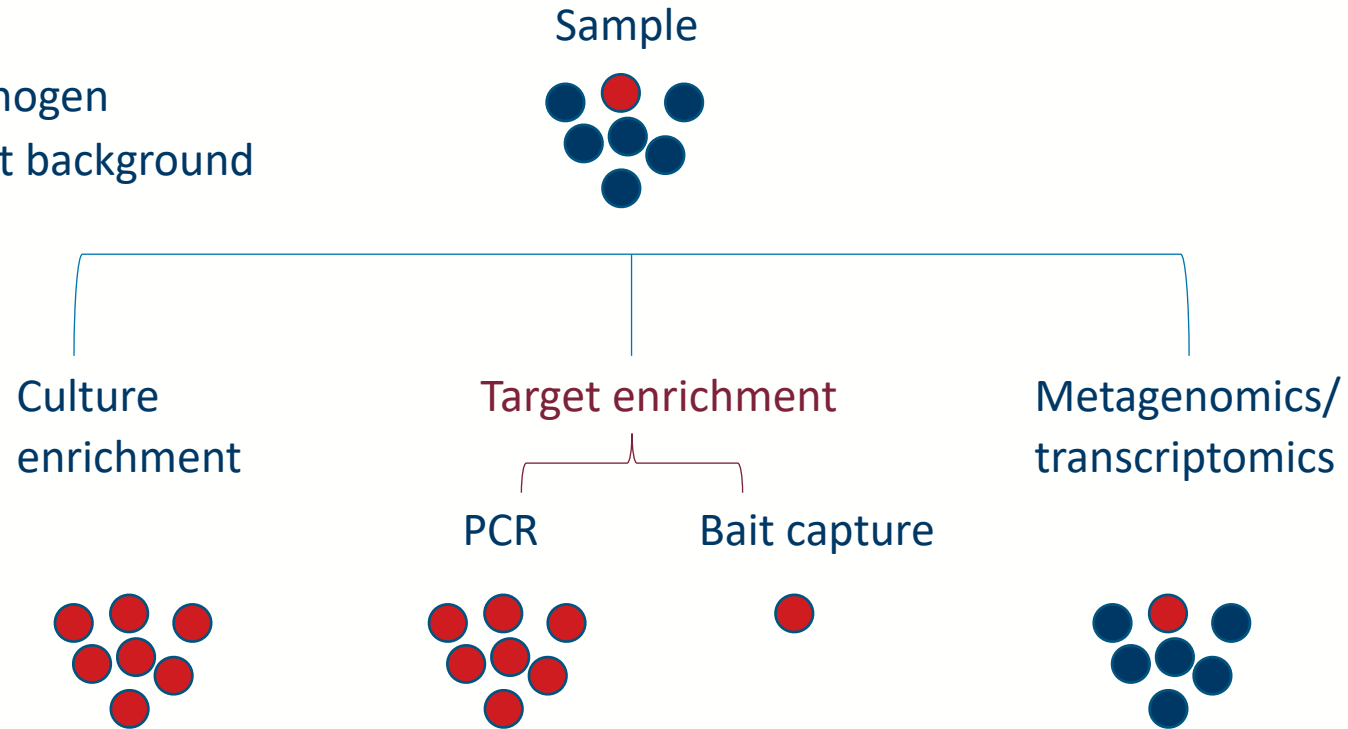 Sample
nogen
t background
Culture
enrichment
Target enrichment
Metagenomics/
transcriptomics
PCR
Bait capture